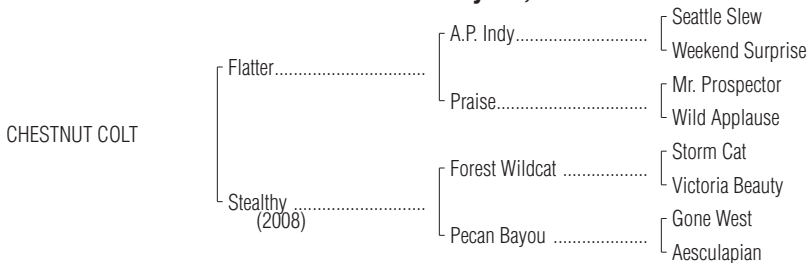 Seattle Slew
A.P. Indy..............................
Weekend Surprise
Flatter................................
Mr. Prospector
Praise..................................
Wild Applause
CHESTNUT COLT
Storm Cat
Forest Wildcat ...................
Victoria Beauty
Stealthy ............................
(2008)
Gone West
Pecan Bayou .....................
Aesculapian